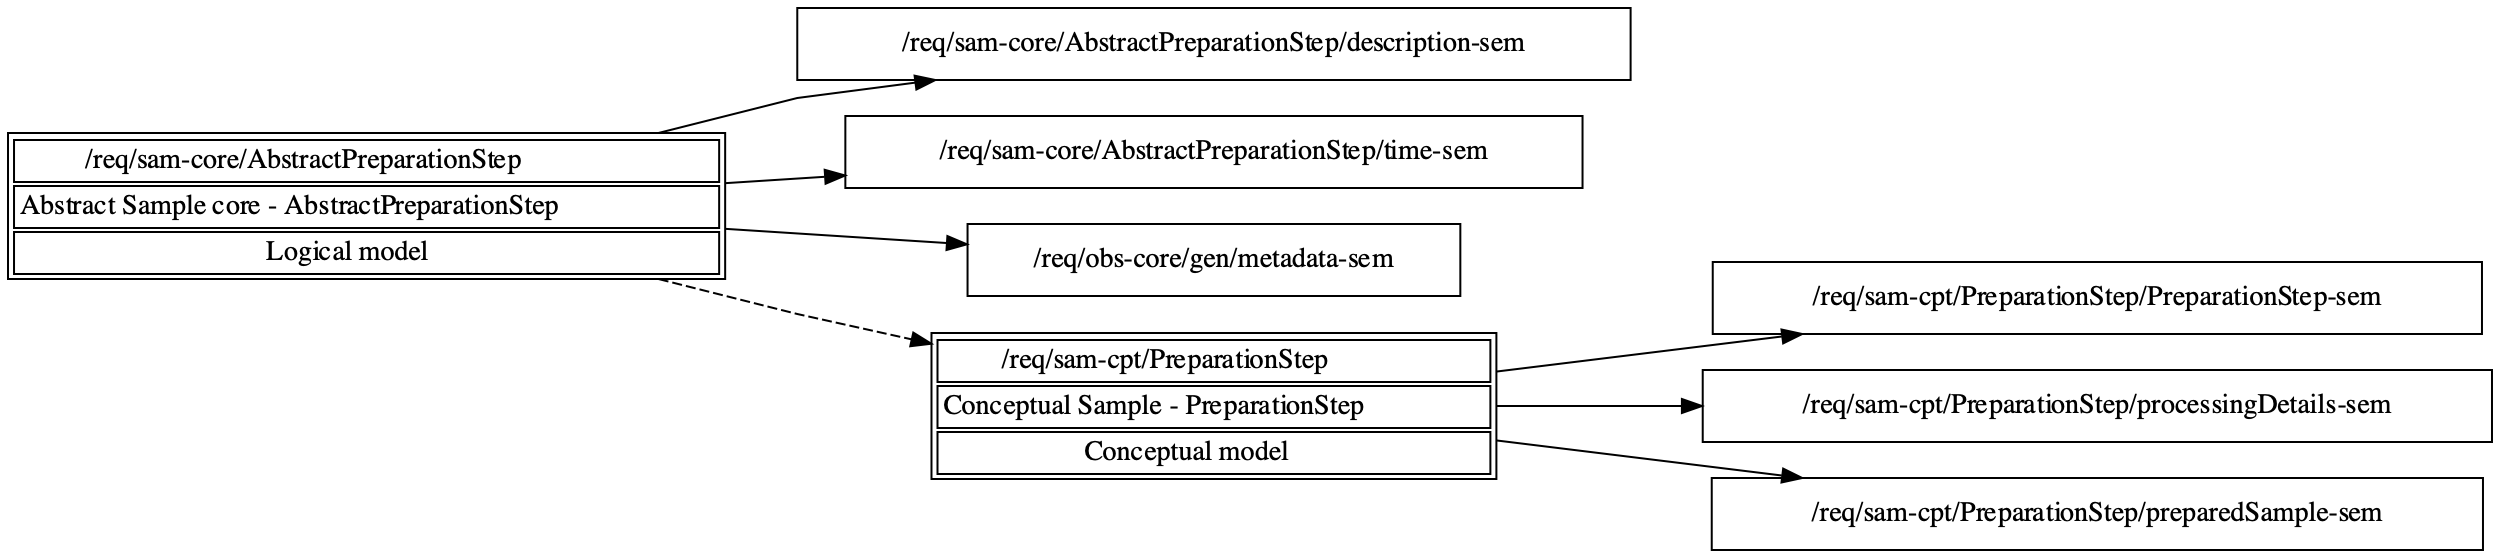 /req/sam-core/AbstractPreparationStep/description-sem
/req/sam-core/AbstractPreparationStep
Abstract Sample core - AbstractPreparationStep
Logical model
/req/sam-core/AbstractPreparationStep/time-sem
/req/obs-core/gen/metadata-sem
/req/sam-cpt/PreparationStep
Conceptual Sample - PreparationStep
Conceptual model
/req/sam-cpt/PreparationStep/PreparationStep-sem
/req/sam-cpt/PreparationStep/processingDetails-sem
/req/sam-cpt/PreparationStep/preparedSample-sem